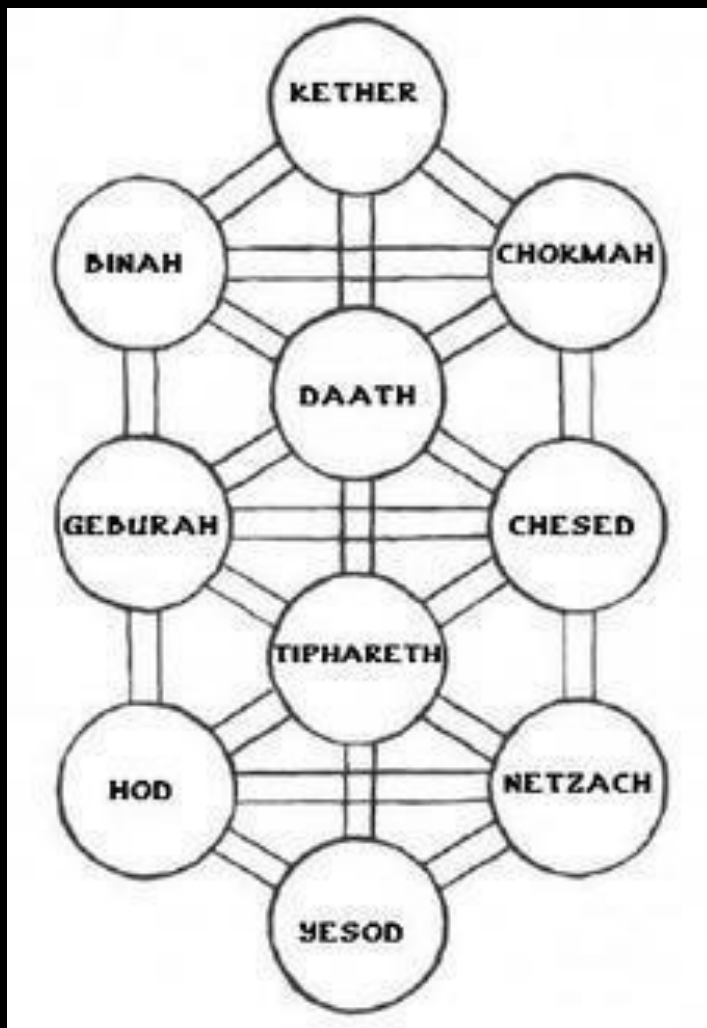 KETHER
BINAH
CHOKMAH
DAATH
GEBURAH
CHESED
TIPHARETH
HOD
NETZACH
YESOD